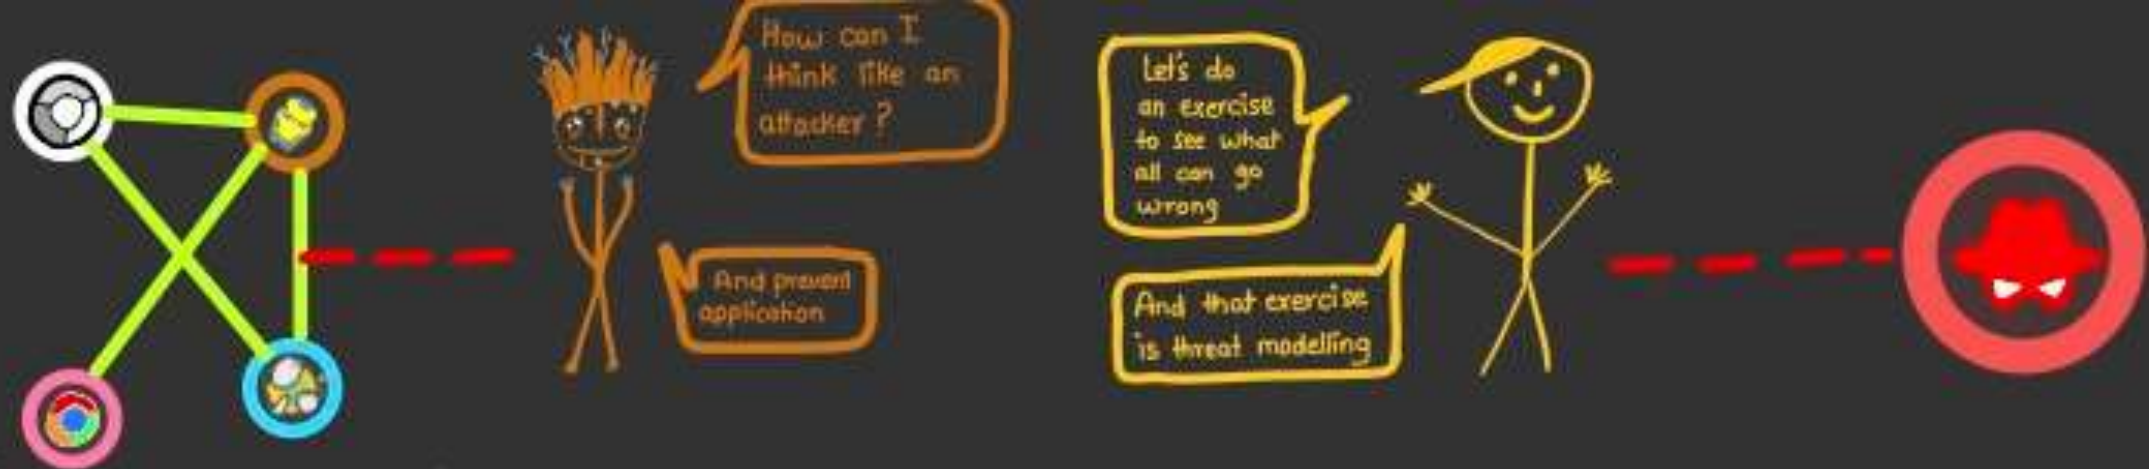 How can I
think like an
attacker?
And prevent
application
Let's do
an exercise
to see what
all can go
wrong
And that exercise
is threat modelling